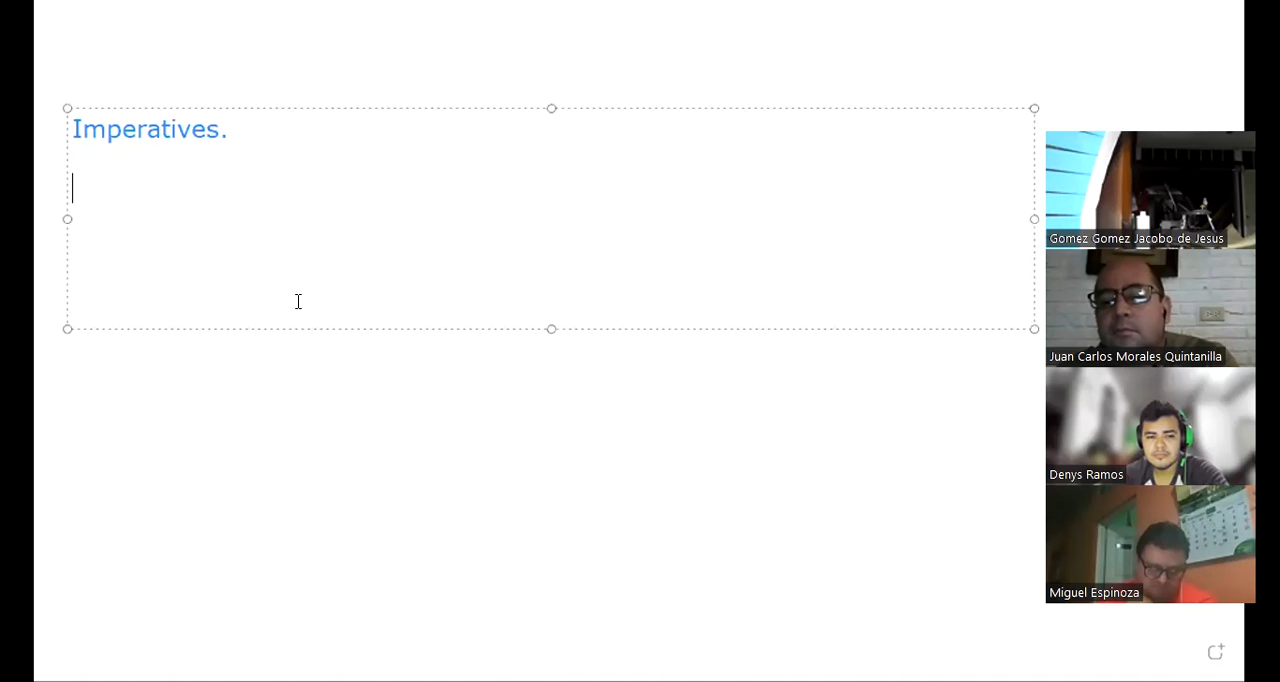 Imperatives.
Gomez Gomez Jacobo de Jesus
Juan Carlos Morales Quintanilla
Denys Ramos
Miguel Espinoza